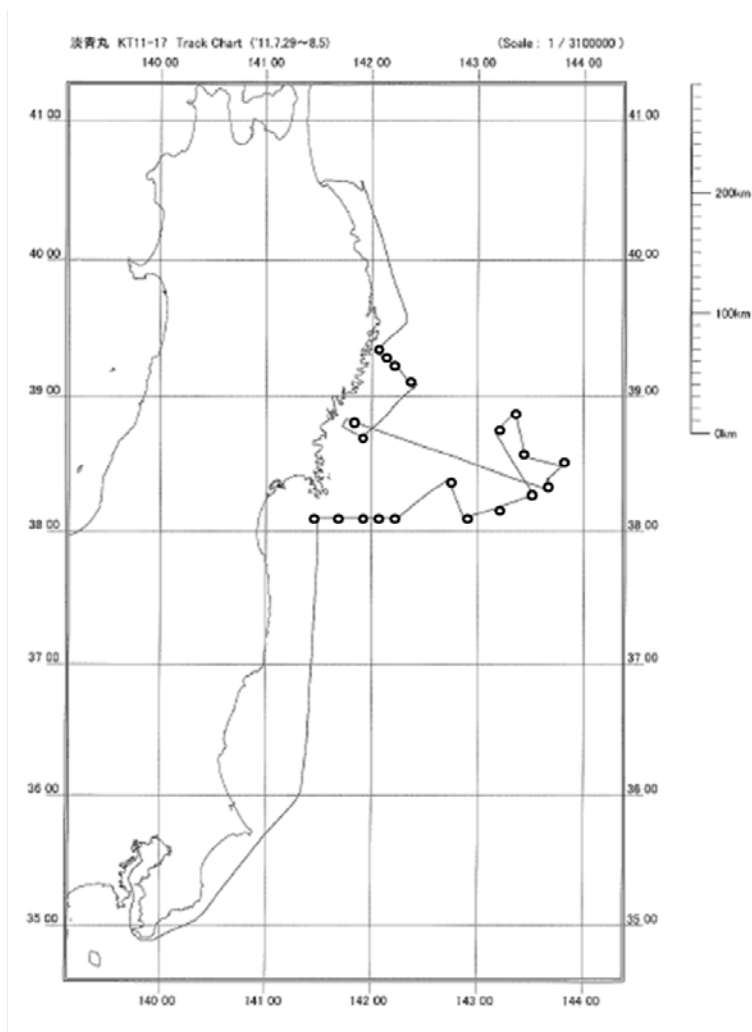 淡青丸 KT11-17 Track Chart ('11.7.29～8.5) (Scale : 1 / 3100000 )
140 00 141 00 142 00 143 00 144 00
41 00 41 00
200km
40 00 40 00
100km
39 00 39 00
0km
38 00 38 00
37 00 37 00
36 00 36 00
35 00 35 00
140 00 141 00 142 00 143 00 144 00